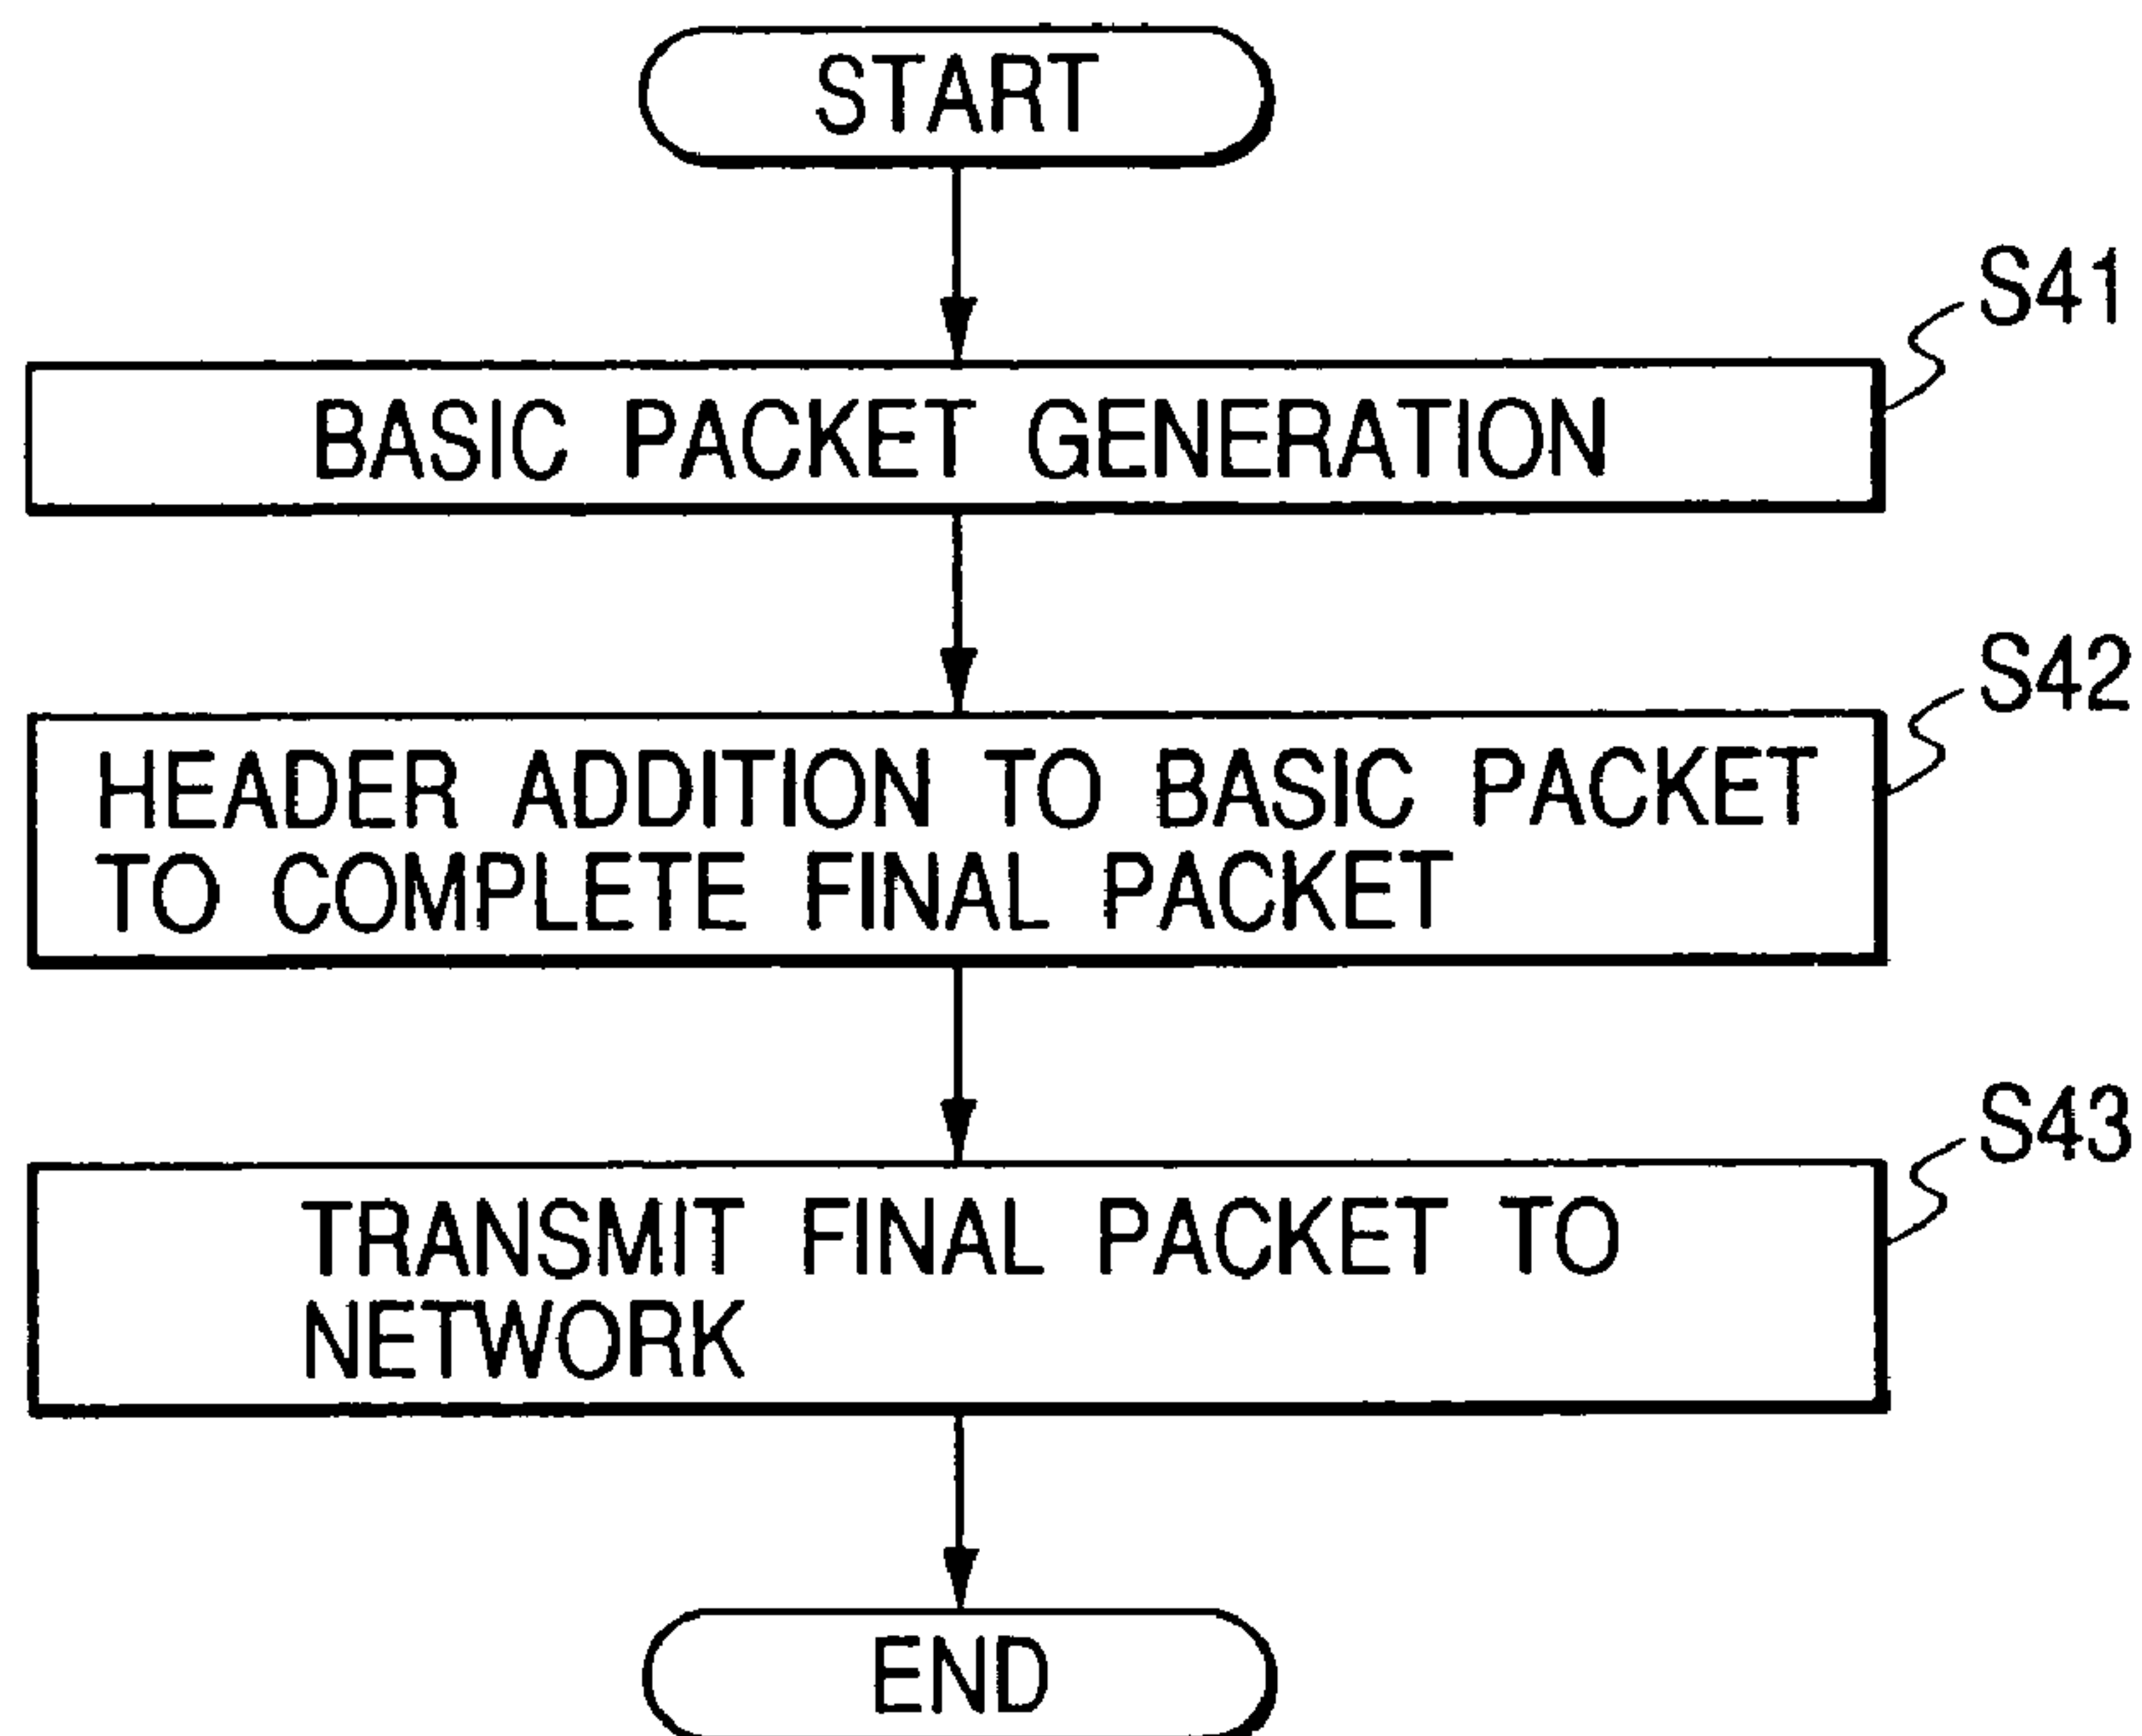 START
S41
BASIC PACKET GENERATION
S42
HEADER ADDITION TO BASIC PACKET
TO COMPLETE FINAL PACKET
S43
TRANSMIT FINAL PACKET TO
NETWORK
END